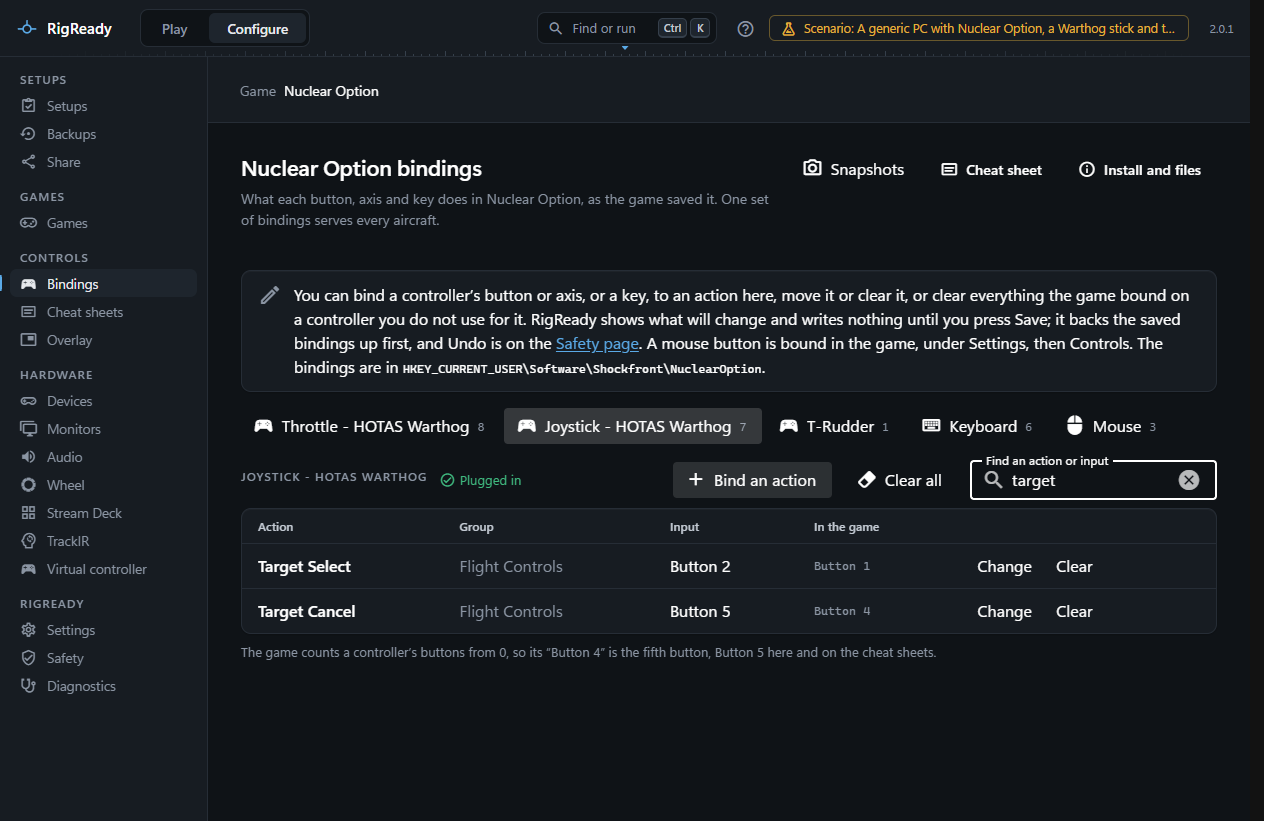 RigReady
Play
Configure
Find or run
Ctrl
K
Scenario: A generic PC with Nuclear Option, a Warthog stick and t...
2.0.1
SETUPS
Setups
Backups
Share
GAMES
Games
CONTROLS
Bindings
Cheat sheets
Overlay
HARDWARE
Devices
Monitors
Audio
Wheel
Stream Deck
TrackIR
Virtual controller
RIGREADY
Settings
Safety
Diagnostics
Game Nuclear Option
Nuclear Option bindings
Snapshots
Cheat sheet
Install and files
What each button, axis and key does in Nuclear Option, as the game saved it. One set
of bindings serves every aircraft.
You can bind a controller’s button or axis, or a key, to an action here, move it or clear it, or clear everything the game bound on
a controller you do not use for it. RigReady shows what will change and writes nothing until you press Save; it backs the saved
bindings up first, and Undo is on the Safety page. A mouse button is bound in the game, under Settings, then Controls. The
bindings are in HKEY_CURRENT_USER\Software\Shockfront\NuclearOption.
Throttle - HOTAS Warthog 8
Joystick - HOTAS Warthog 7
T-Rudder 1
Keyboard 6
Mouse 3
JOYSTICK - HOTAS WARTHOG
Plugged in
Bind an action
Clear all
Find an action or input
target
Action Group Input In the game
Target Select Flight Controls Button 2 Button 1 Change Clear
Target Cancel Flight Controls Button 5 Button 4 Change Clear
The game counts a controller’s buttons from 0, so its “Button 4” is the fifth button, Button 5 here and on the cheat sheets.